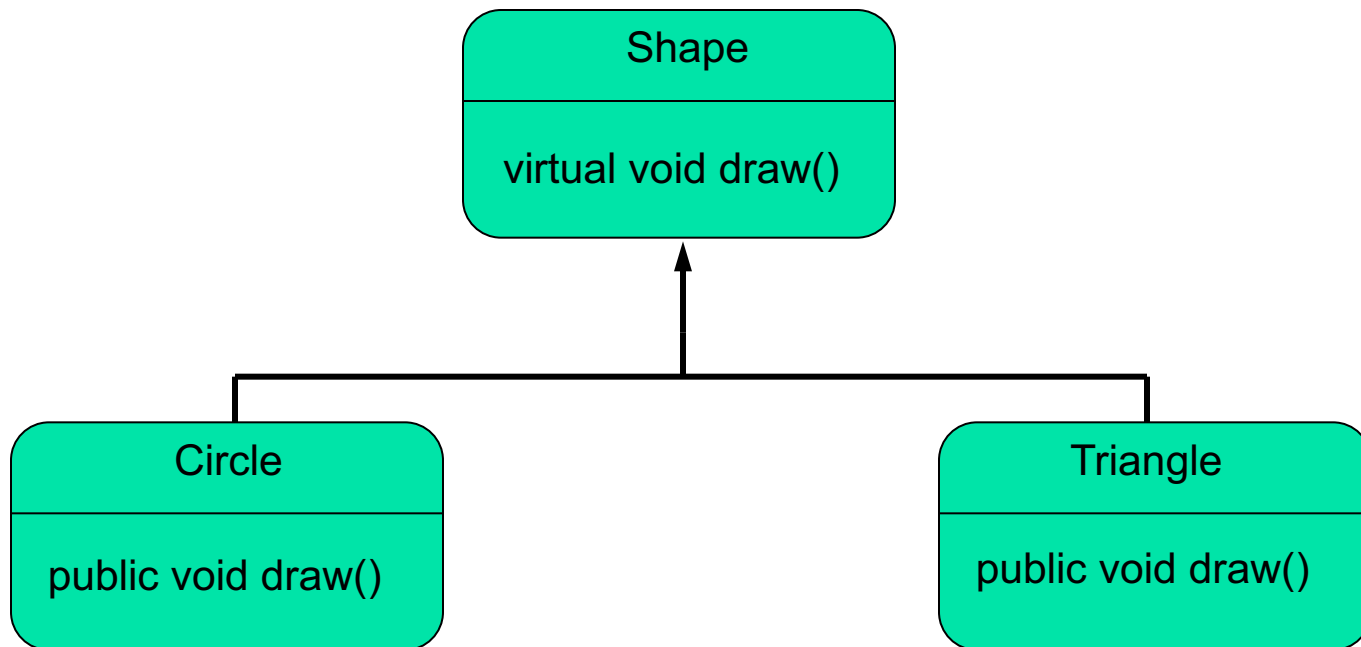 Shape
virtual void draw()
Circle
public void draw()
Triangle
public void draw()